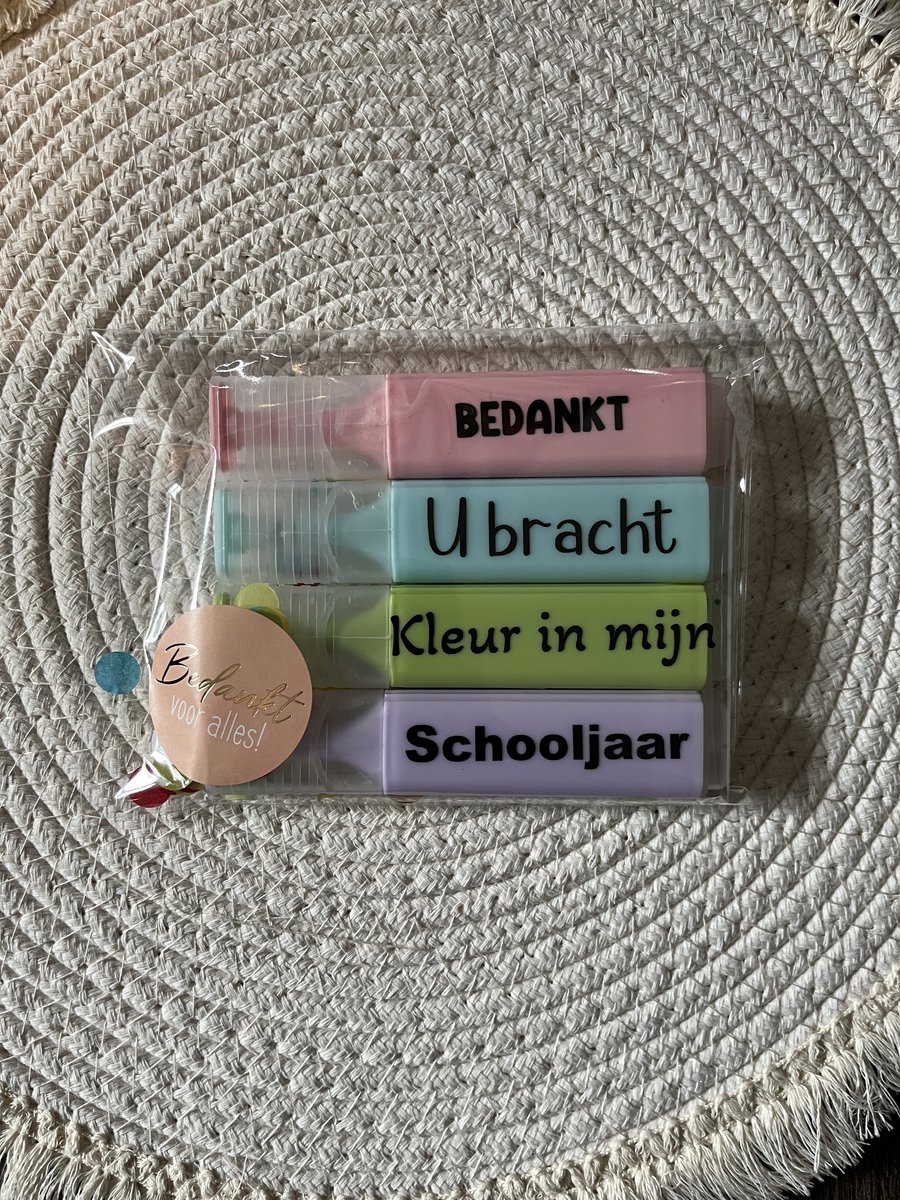 BEDANKT
U bracht
Kleur in mijn
Schooljaar
Bedankt
voor alles!